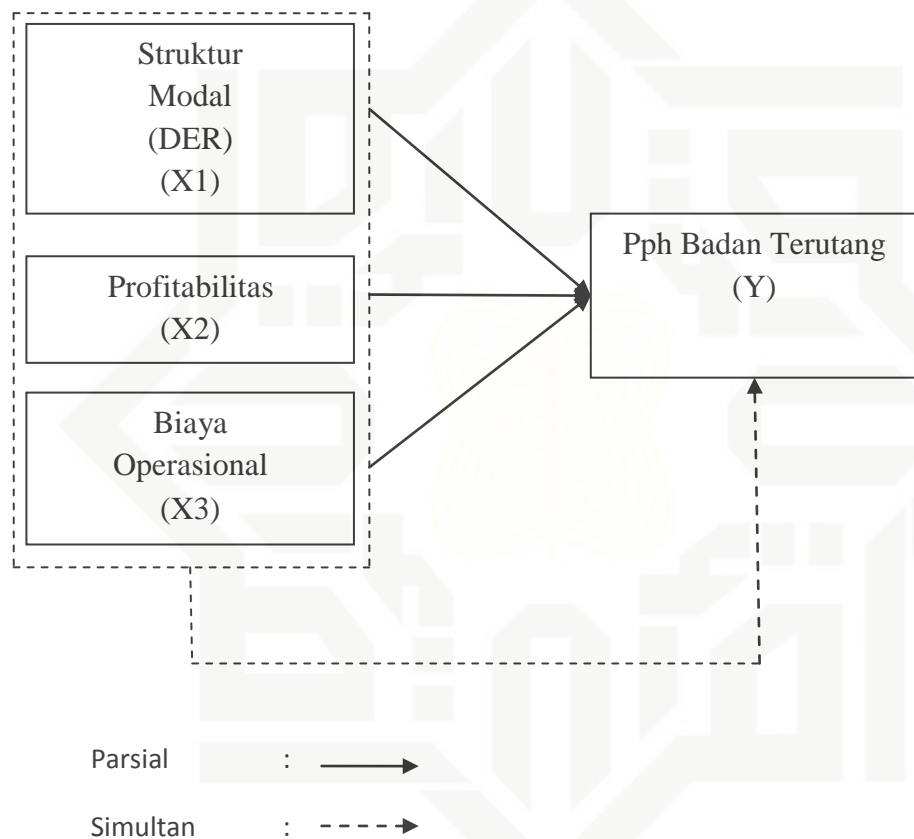 Struktur
Modal
(DER)
(X1)
Profitabilitas
(X2)
Biaya
Operasional
(X3)
Pph Badan Terutang
(Y)
Parsial :
Simultan :